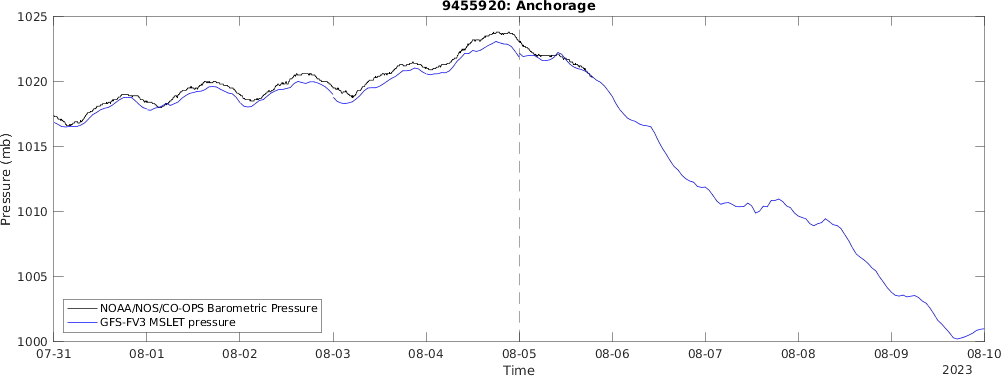 9455920: Anchorage
1025
1020
1015
1010
1005
1000
Pressure (mb)
NOAA/NOS/CO-OPS Barometric Pressure
GFS-FV3 MSLET pressure
07-31 08-01 08-02 08-03 08-04 08-05 08-06 08-07 08-08 08-09 08-10
Time
2023